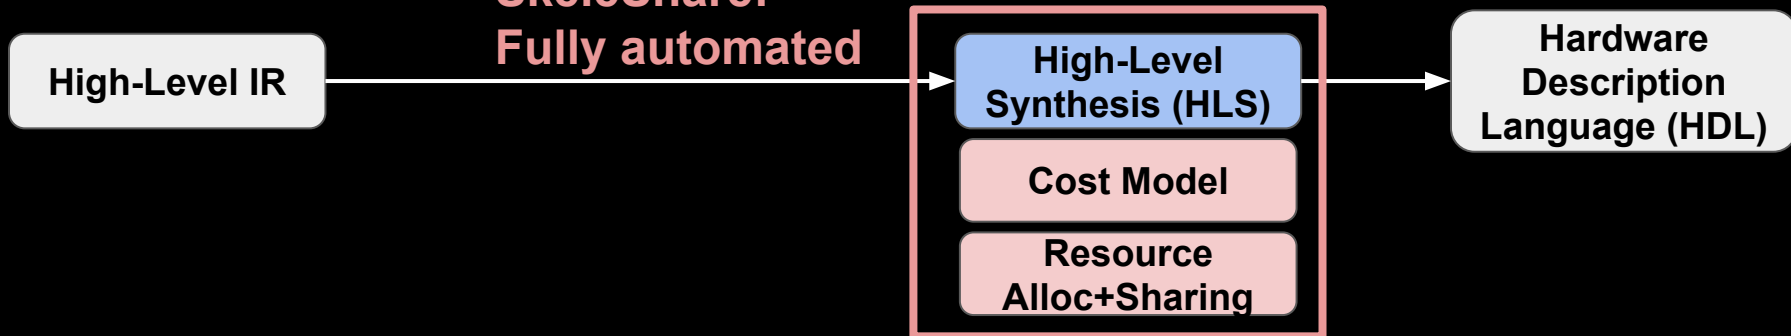 Fully automated
High-Level IR
High-Level
Synthesis (HLS)
Cost Model
Resource
Alloc+Sharing
Hardware
Description
Language (HDL)